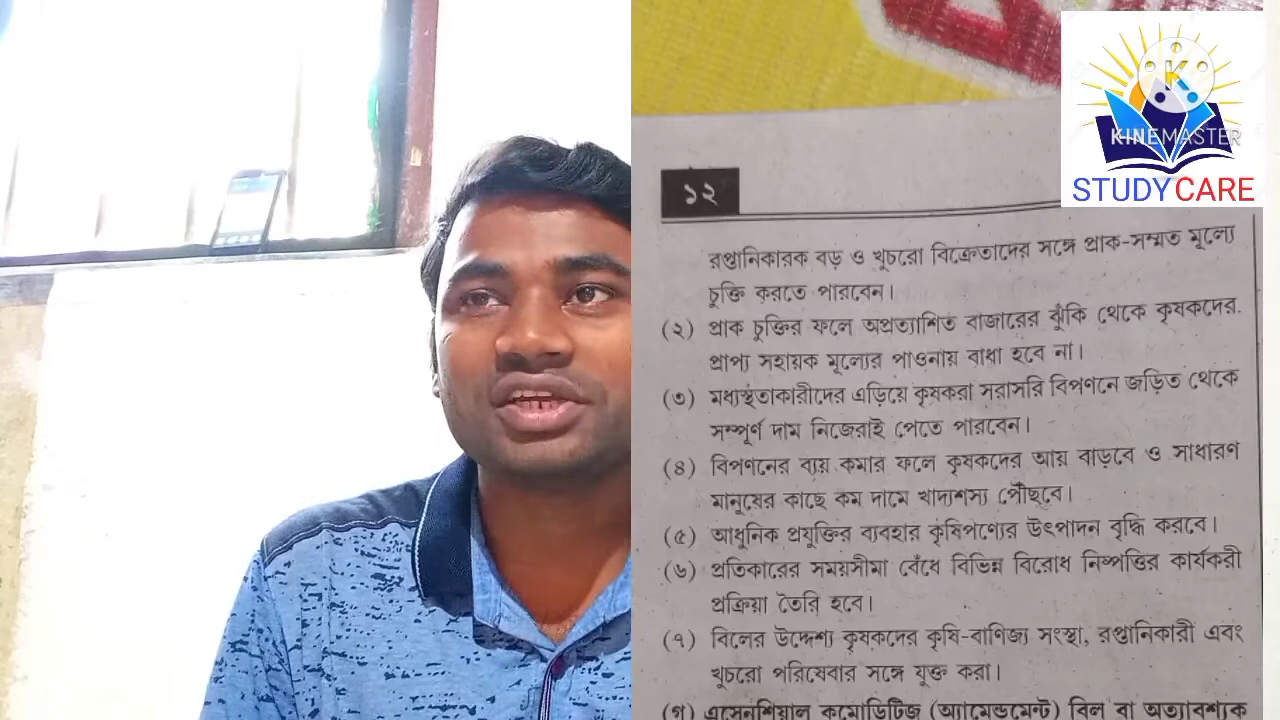 K
KINEMASTER
STUDYCARE
১২
রপ্তানিকারক বড় ও খুচরো বিক্রেতাদের সঙ্গে প্রাক-সম্মত মূল্যে
চুক্তি করতে পারবেন।
(২) প্রাক চুক্তির ফলে অপ্রত্যাশিত বাজারের ঝুঁকি থেকে কৃষকদের
প্রাপ্য সহায়ক মূল্যের পাওনায় বাধা হবে না।
(৩) মধ্যস্থতাকারীদের এড়িয়ে কৃষকরা সরাসরি বিপণনে জড়িত থেকে
সম্পূর্ণ দাম নিজেরাই পেতে পারবেন।
(৪) বিপণনের ব্যয় কমার ফলে কৃষকদের আয় বাড়বে ও সাধারণ
মানুষের কাছে কম দামে খাদ্যশস্য পৌঁছবে।
(৫) আধুনিক প্রযুক্তির ব্যবহার কৃষিপণ্যের উৎপাদন বৃদ্ধি করবে।
(৬) প্রতিকারের সময়সীমা বেঁধে বিভিন্ন বিরোধ নিষ্পত্তির কার্যকরী
প্রক্রিয়া তৈরি হবে।
(৭) বিলের উদ্দেশ্য কৃষকদের কৃষি-বাণিজ্য সংস্থা, রপ্তানিকারী এবং
খুচরো পরিষেবার সঙ্গে যুক্ত করা।
(গ) এসেনশিয়াল কমোডিটিজ (অ্যামেন্ডমেন্ট) বিল বা অত্যাবশ্যক